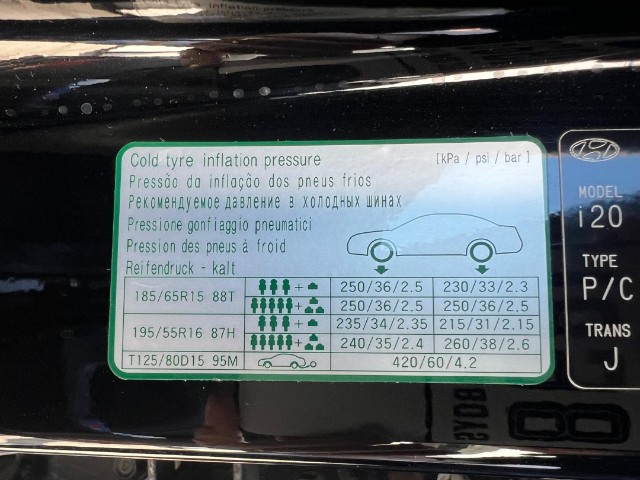 Cold tyre inflation pressure [kPa / psi / bar]
Pressão da inflação dos pneus frios
Рекомендуемое давление в холодных шинах
Pressione gonfiaggio pneumatici
Pression des pneus à froid
Reifendruck - kalt
185/65R15 88T + 250/36/2.5 230/33/2.3
+ 250/36/2.5 250/36/2.5
195/55R16 87H + 235/34/2.35 215/31/2.15
+ 240/35/2.4 260/38/2.6
T125/80D15 95M 420/60/4.2
MODEL
i20
TYPE
P/C
TRANS
J